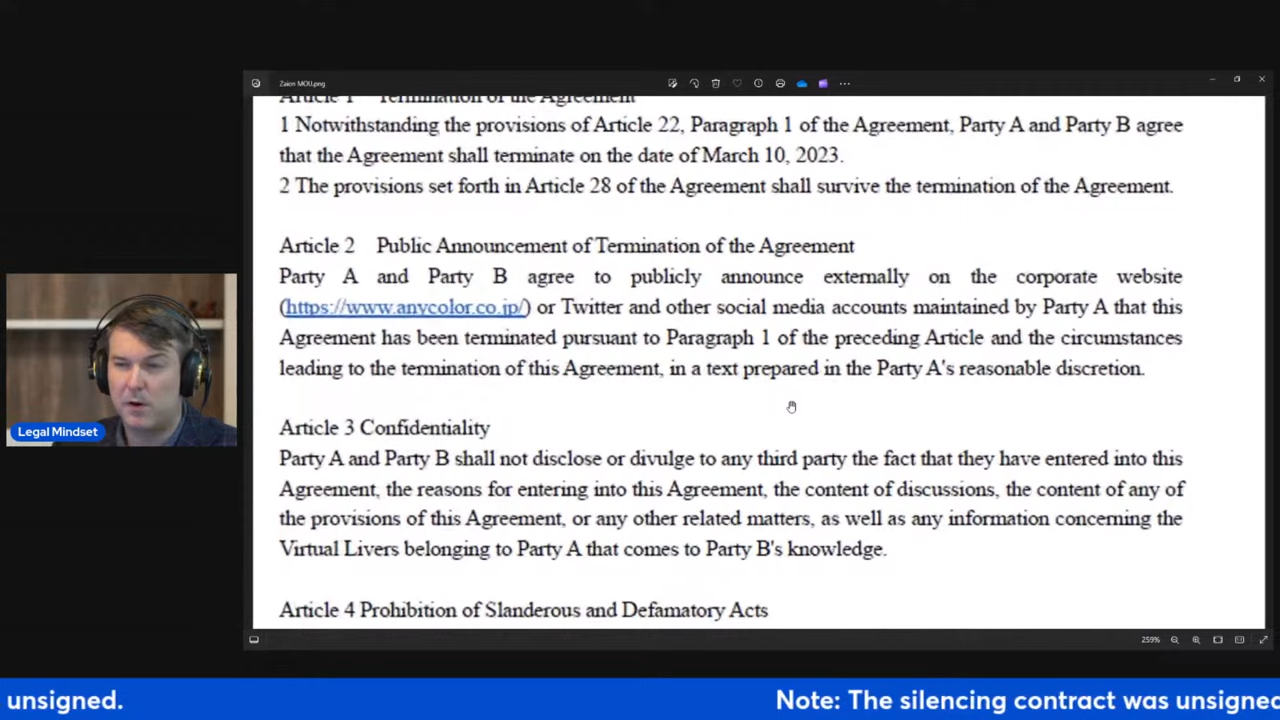 Zaion MOU.png
Article 1 Termination of the Agreement
1 Notwithstanding the provisions of Article 22, Paragraph 1 of the Agreement, Party A and Party B agree
that the Agreement shall terminate on the date of March 10, 2023.
2 The provisions set forth in Article 28 of the Agreement shall survive the termination of the Agreement.
Article 2 Public Announcement of Termination of the Agreement
Party A and Party B agree to publicly announce externally on the corporate website
(https://www.anycolor.co.jp/) or Twitter and other social media accounts maintained by Party A that this
Agreement has been terminated pursuant to Paragraph 1 of the preceding Article and the circumstances
leading to the termination of this Agreement, in a text prepared in the Party A's reasonable discretion.
Article 3 Confidentiality
Party A and Party B shall not disclose or divulge to any third party the fact that they have entered into this
Agreement, the reasons for entering into this Agreement, the content of discussions, the content of any of
the provisions of this Agreement, or any other related matters, as well as any information concerning the
Virtual Livers belonging to Party A that comes to Party B's knowledge.
Article 4 Prohibition of Slanderous and Defamatory Acts
Legal Mindset
259%
unsigned.
Note: The silencing contract was unsigned